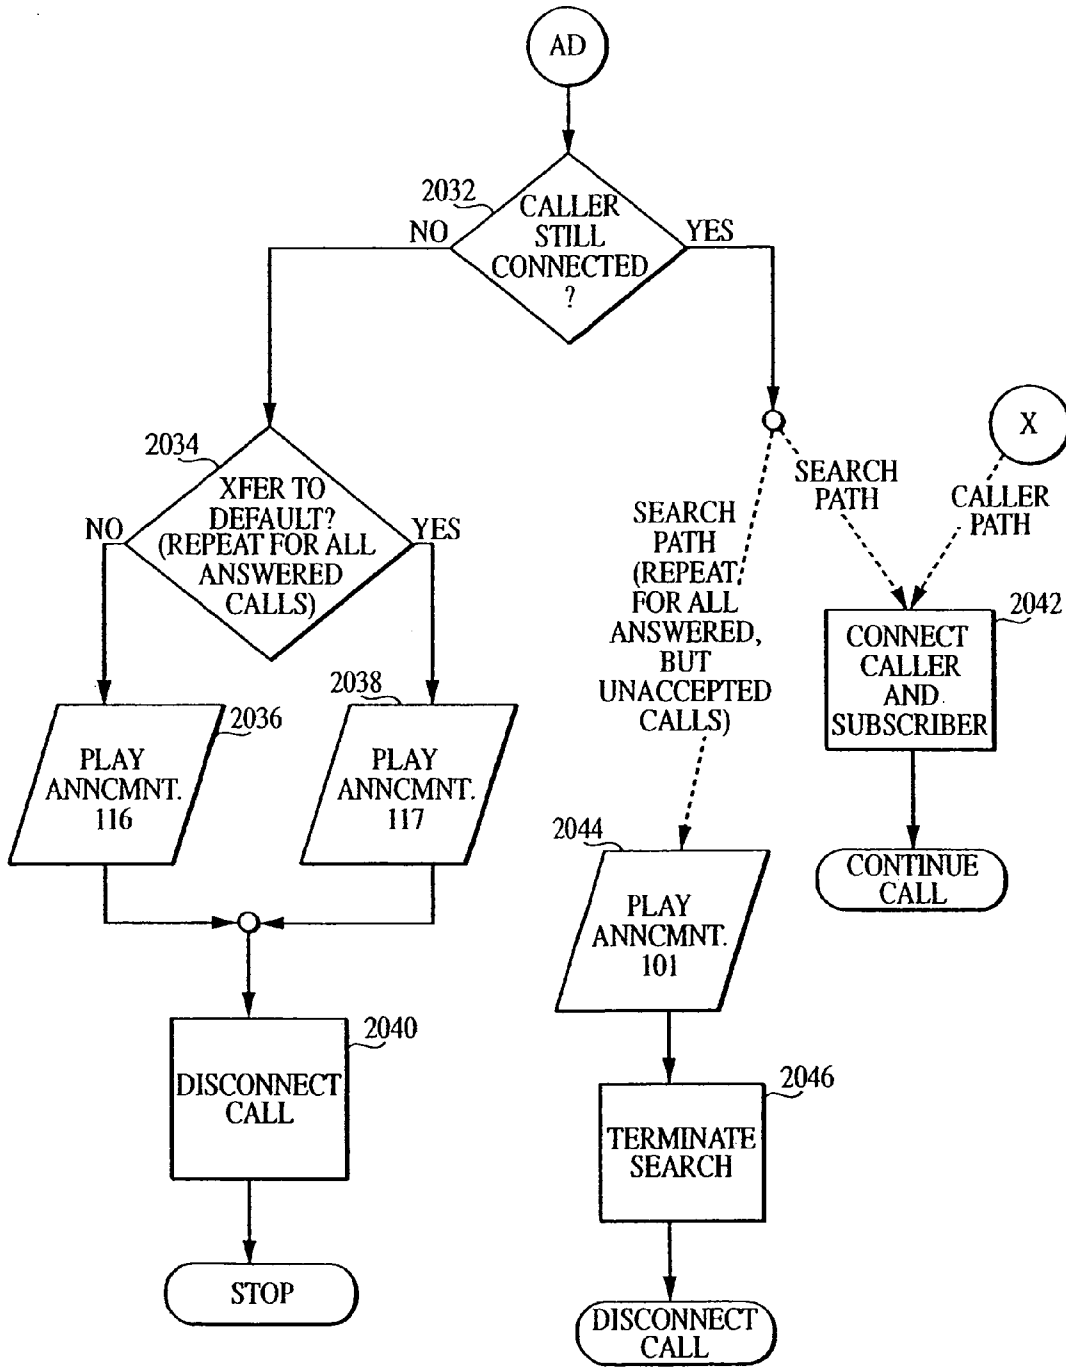 AD
2032
CALLER
STILL
CONNECTED
?
NO
YES
2034
XFER TO
DEFAULT?
(REPEAT FOR ALL
ANSWERED
CALLS)
NO
YES
X
SEARCH
PATH
CALLER
PATH
SEARCH
PATH
(REPEAT
FOR ALL
ANSWERED,
BUT
UNACCEPTED
CALLS)
2042
CONNECT
CALLER
AND
SUBSCRIBER
2036
PLAY
ANNCMNT.
116
2038
PLAY
ANNCMNT.
117
CONTINUE
CALL
2044
PLAY
ANNCMNT.
101
2040
DISCONNECT
CALL
2046
TERMINATE
SEARCH
STOP
DISCONNECT
CALL